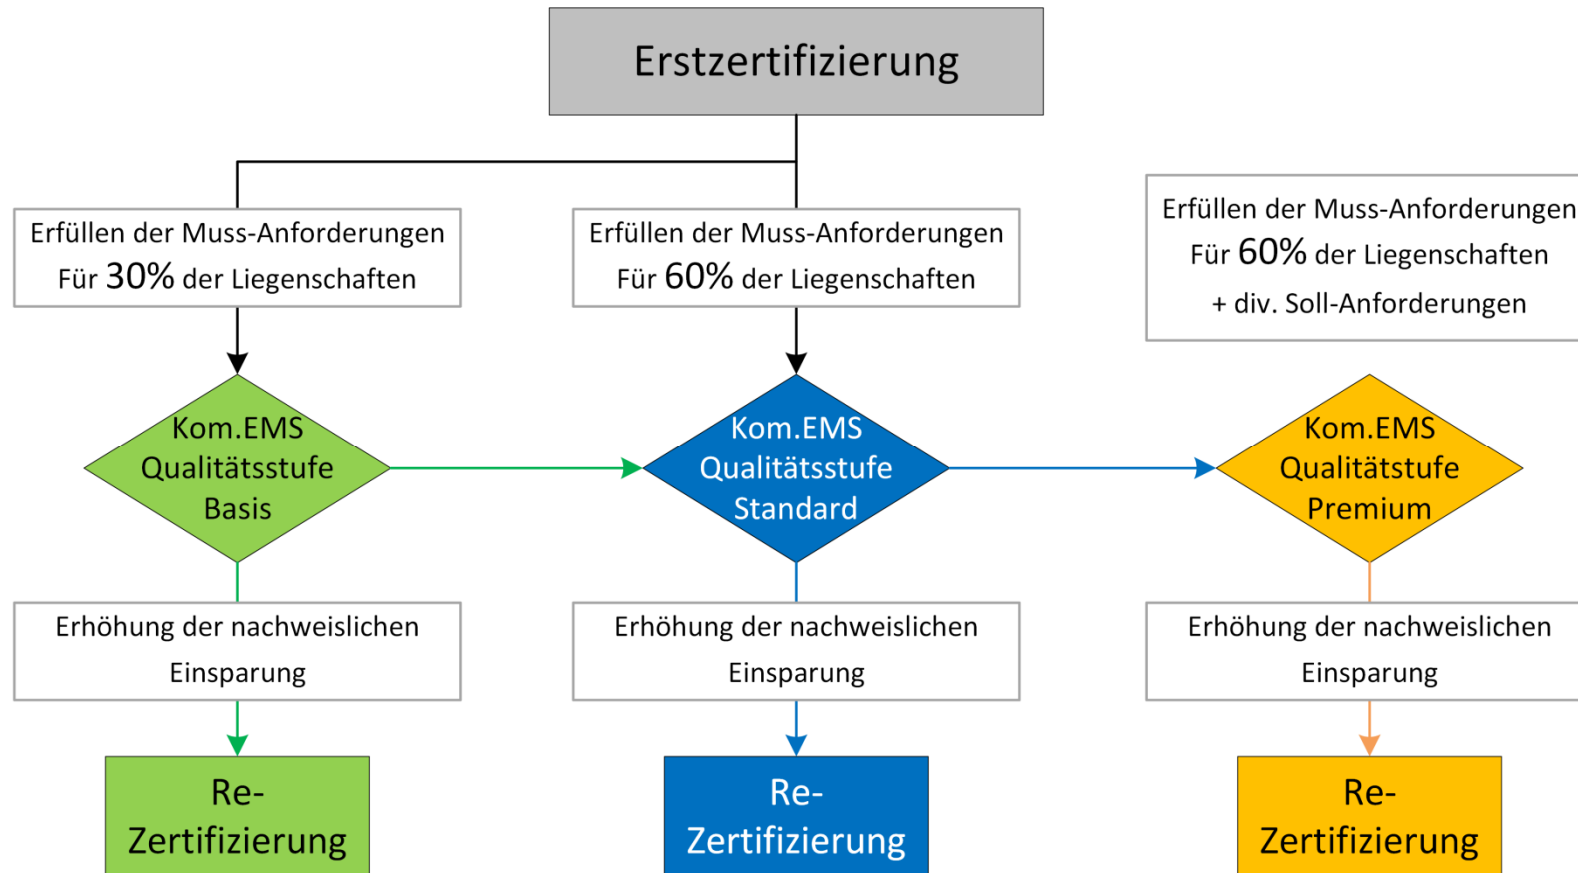 Erstzertifizierung
Erfüllen der Muss-Anforderungen
Für 30% der Liegenschaften
Erfüllen der Muss-Anforderungen
Für 60% der Liegenschaften
Erfüllen der Muss-Anforderungen
Für 60% der Liegenschaften
+ div. Soll-Anforderungen
Kom.EMS
Qualitätsstufe
Basis
Kom.EMS
Qualitätsstufe
Standard
Kom.EMS
Qualitätstufe
Premium
Erhöhung der nachweislichen
Einsparung
Erhöhung der nachweislichen
Einsparung
Erhöhung der nachweislichen
Einsparung
Re-
Zertifizierung
Re-
Zertifizierung
Re-
Zertifizierung